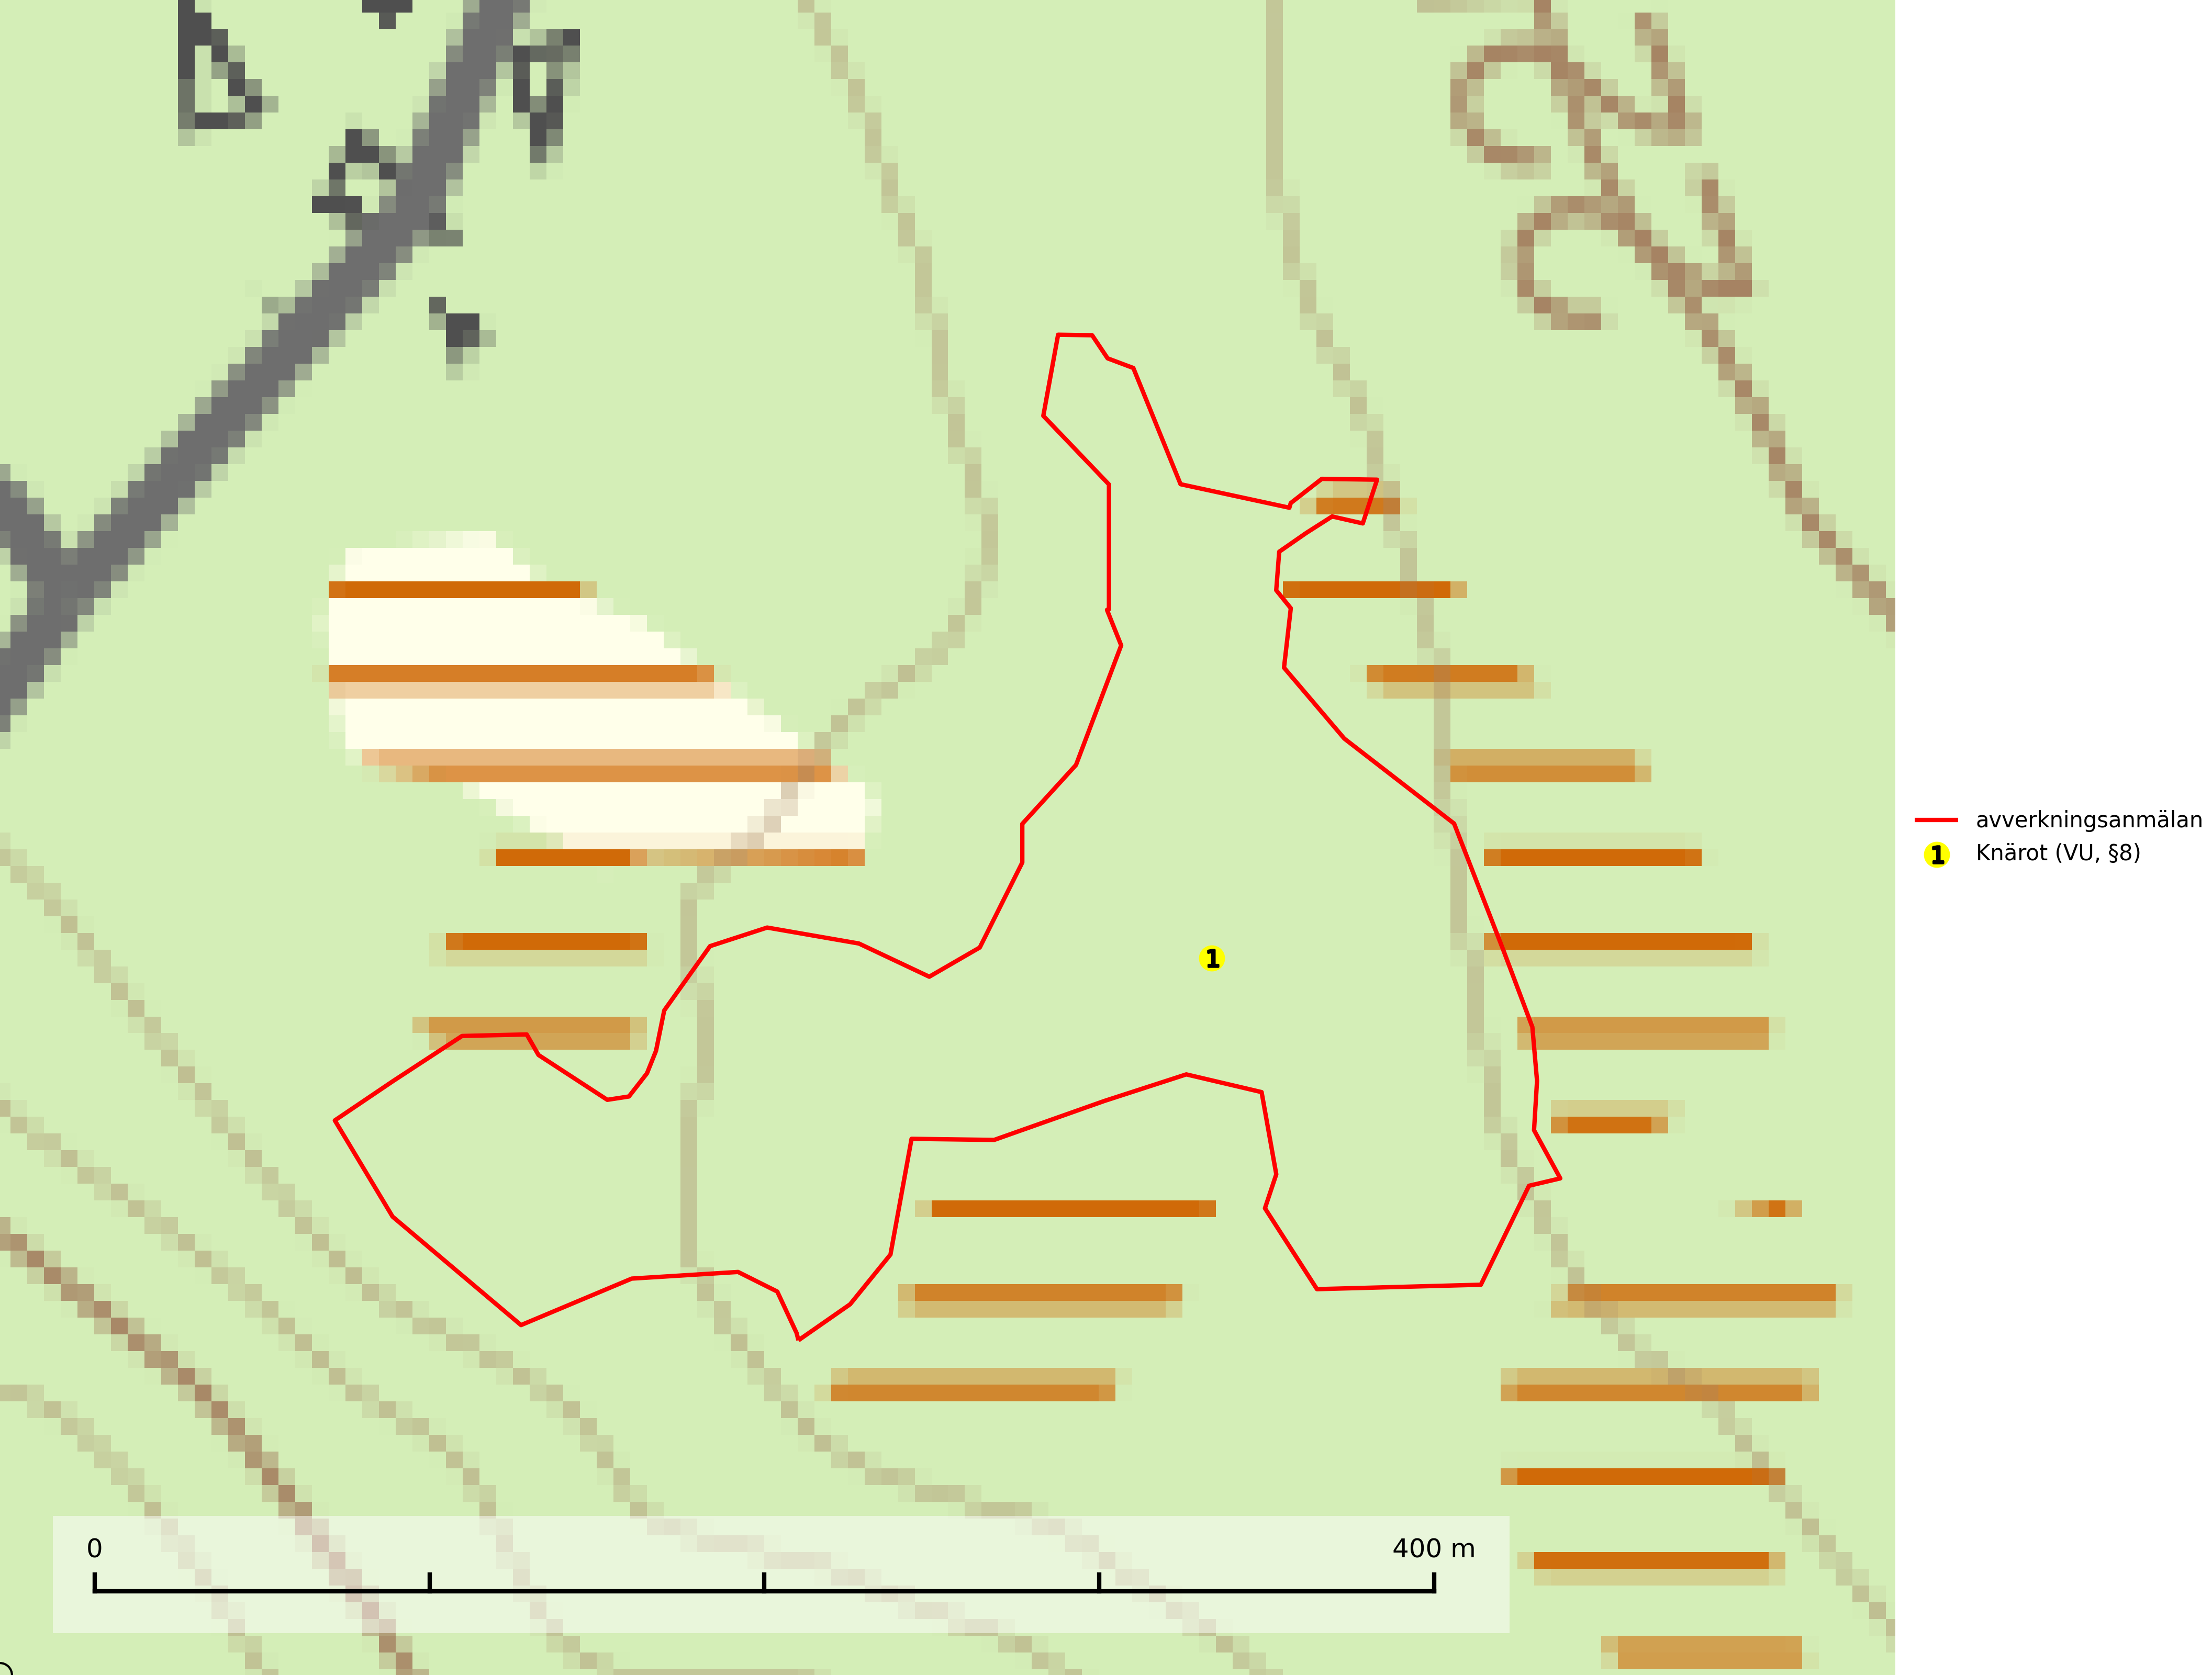 avverkningsanmälan
1
1 Knärot (VU, §8)
0 400 m